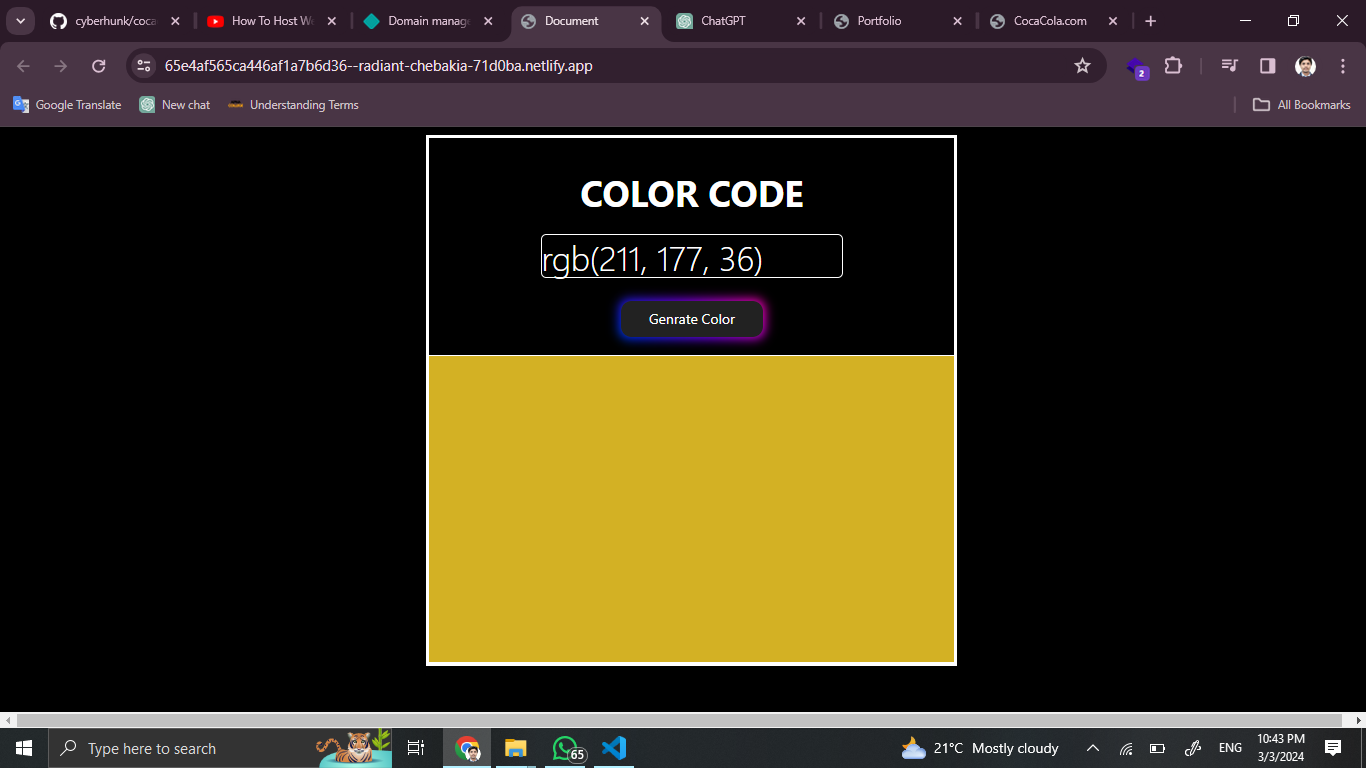 cyberhunk/coca
How To Host We
Domain manag
Document
ChatGPT
Portfolio
CocaCola.com
65e4af565ca446af1a7b6d36--radiant-chebakia-71d0ba.netlify.app
2
Google Translate
New chat
Understanding Terms
All Bookmarks
COLOR CODE
rgb(211, 177, 36)
Genrate Color
Type here to search
65
21°C Mostly cloudy
ENG
10:43 PM
3/3/2024